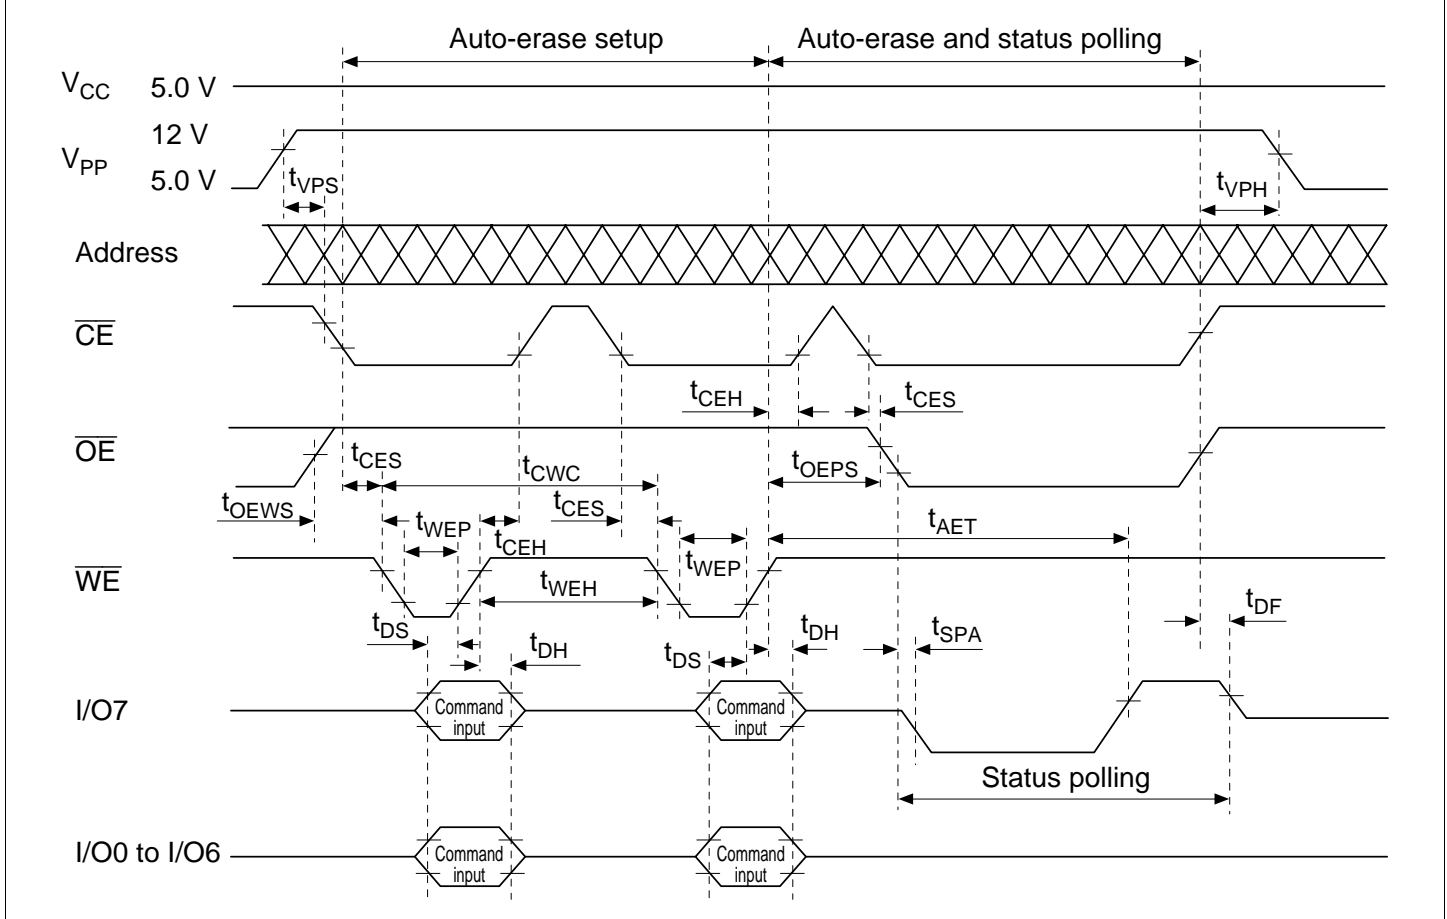 Auto-erase setup
Auto-erase and status polling
VCC 5.0 V
12 V
VPP
5.0 V
tVPS
tVPH
Address
CE
tCEH
tCES
OE
tCES
tCWC
tOEPS
tOEWS
tWEP
tCES
tAET
tCEH
tWEP
WE
tWEH
tDS
tDH
tDS
tDH
tSPA
tDF
I/O7
Command
input
Command
input
Status polling
I/O0 to I/O6
Command
input
Command
input